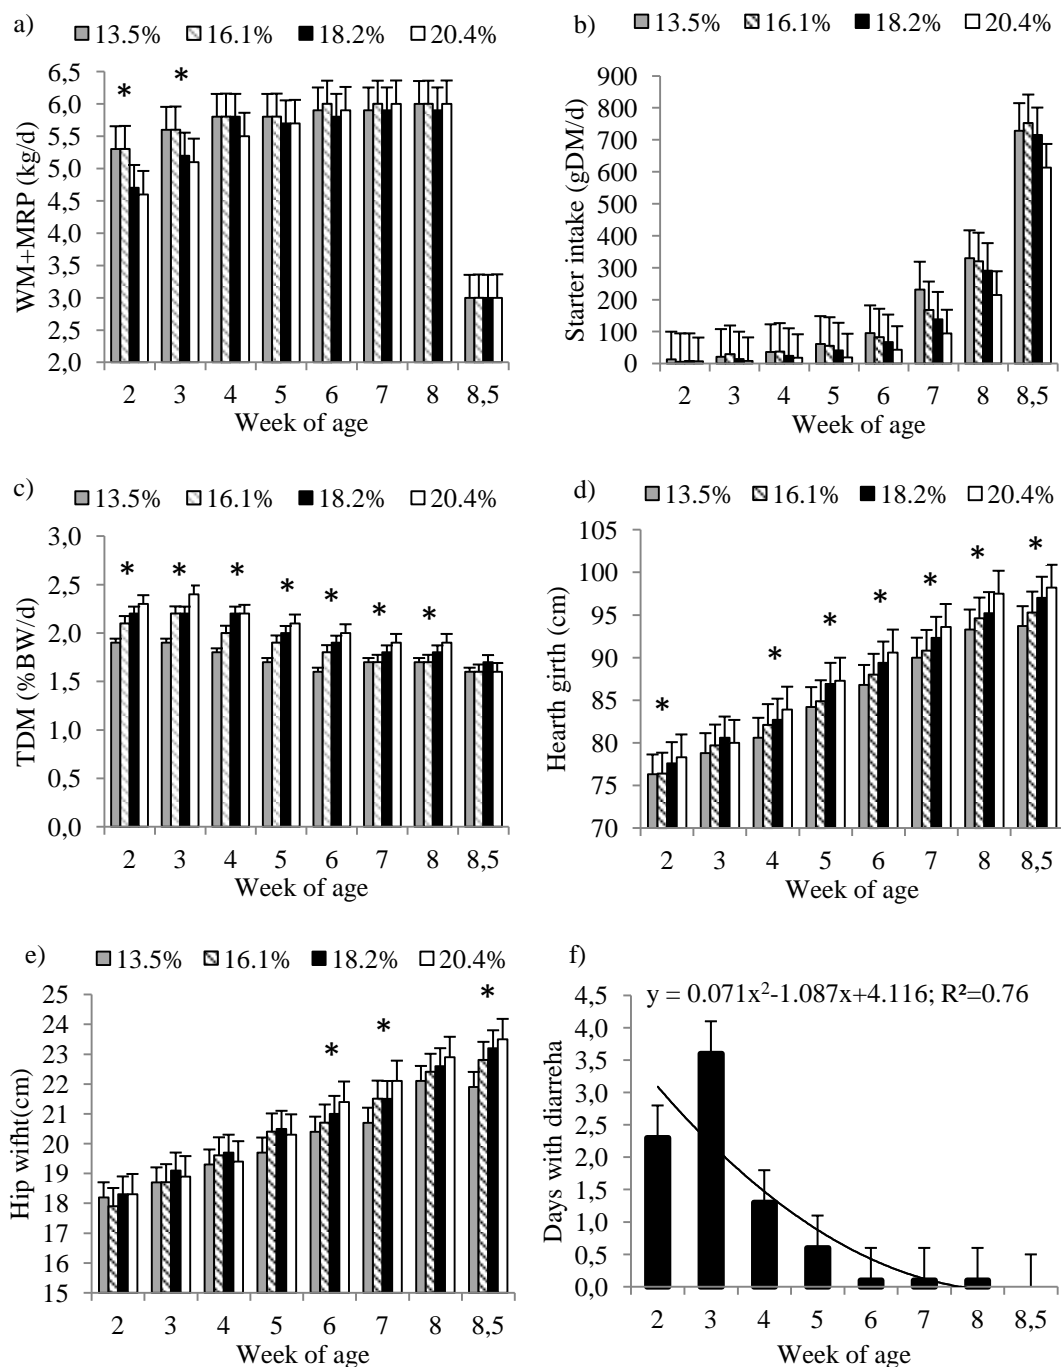 a)
13.5% 16.1% 18.2% 20.4%
6,5
6,0
5,5
5,0
4,5
4,0
3,5
3,0
2,5
2,0
WM+MRP (kg/d)
* *
2 3 4 5 6 7 8 8,5
Week of age
b)
13.5% 16.1% 18.2% 20.4%
900
800
700
600
500
400
300
200
100
0
Starter intake (gDM/d)
2 3 4 5 6 7 8 8,5
Week of age
c)
13.5% 16.1% 18.2% 20.4%
3,0
2,5
2,0
1,5
1,0
0,5
0,0
TDM (%BW/d)
* * * * * * *
2 3 4 5 6 7 8 8,5
Week of age
d)
13.5% 16.1% 18.2% 20.4%
105
100
95
90
85
80
75
70
Hearth girth (cm)
* * * * * * *
2 3 4 5 6 7 8 8,5
Week of age
e)
13.5% 16.1% 18.2% 20.4%
25
24
23
22
21
20
19
18
17
16
15
Hip wifht(cm)
* * *
2 3 4 5 6 7 8 8,5
Week of age
f)
y = 0.071x²-1.087x+4.116; R²=0.76
4,5
4,0
3,5
3,0
2,5
2,0
1,5
1,0
0,5
0,0
Days with diarreha
2 3 4 5 6 7 8 8,5
Week of age